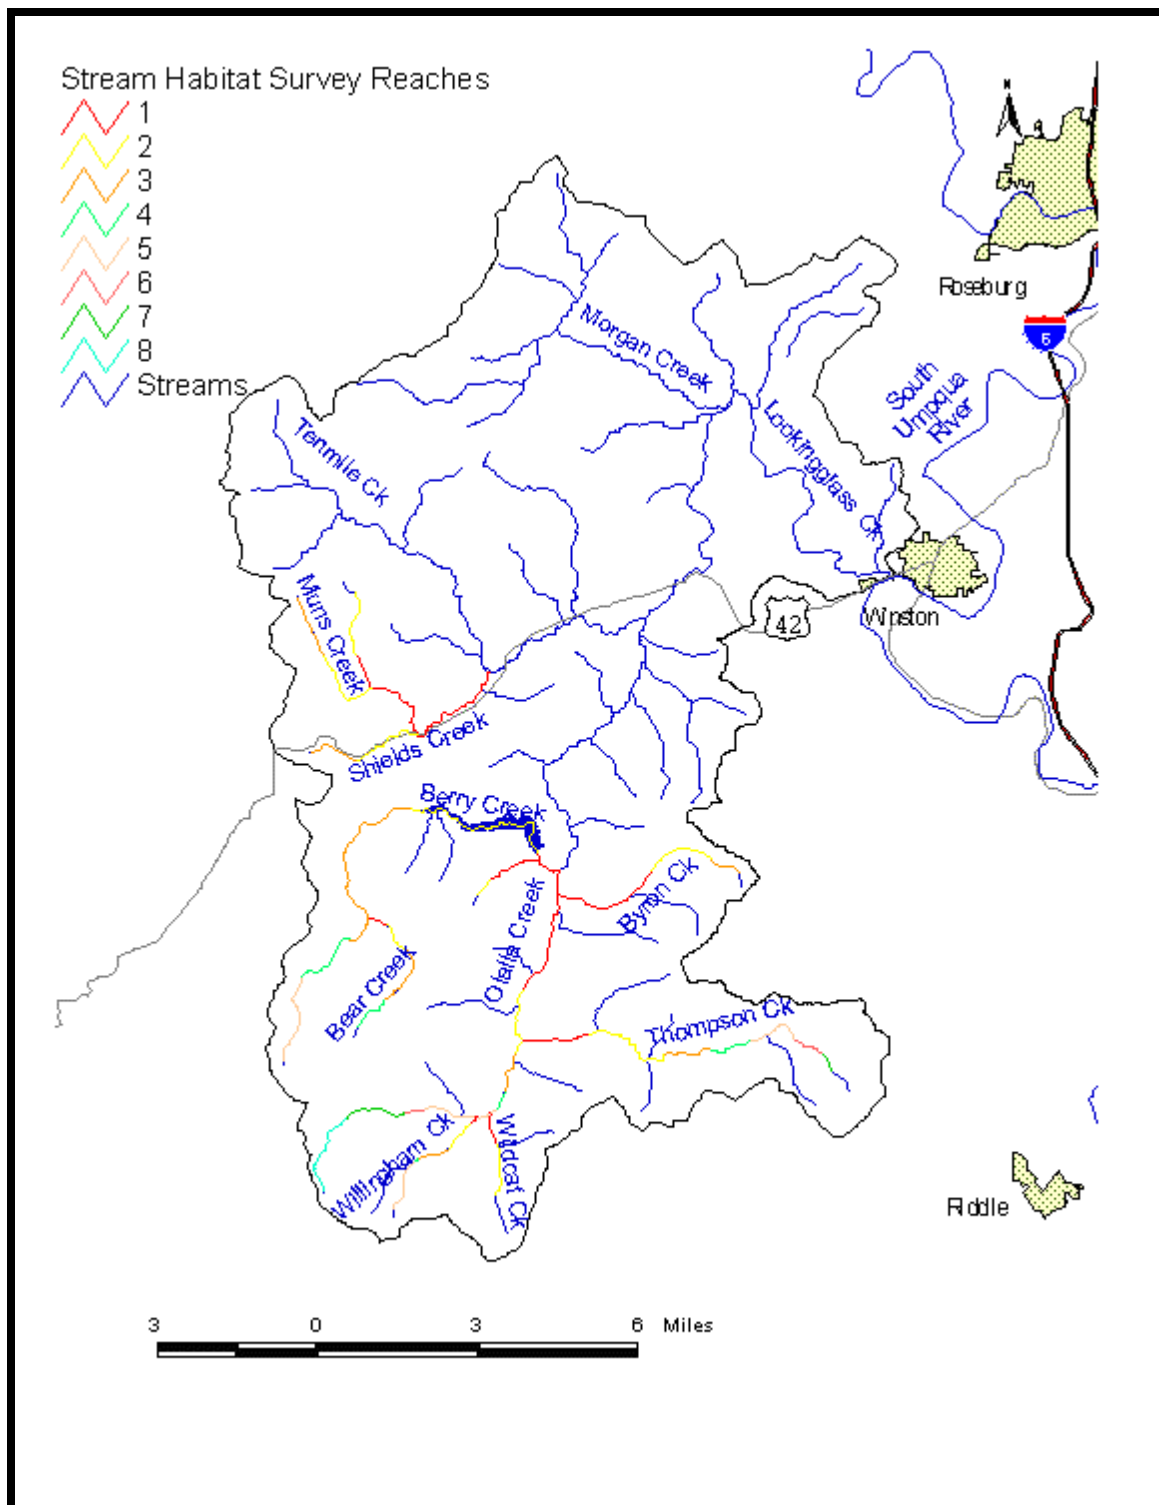 Stream Habitat Survey Reaches
1
2
3
4
5
6
7
8
Streams
N
Roseburg
5
Morgan Creek
South
Umpqua
River
Lookingglass Ck
Tenmile Ck
Winston
42
Muns Creek
Shields Creek
Berry Creek
Byron Ck
Olalla Creek
Bear Creek
Thompson Ck
Willingham Ck
Wildcat Ck
Riddle
3 0 3 6 Miles